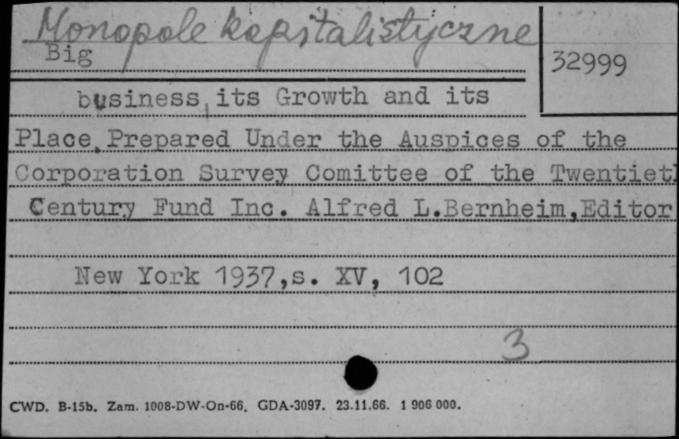 Monopole kapitalistyczne
Big
32999
business, its Growth and its
Place, Prepared Under the Auspices of the
Corporation Survey Comittee of the Twentiet
Century Fund Inc. Alfred L.Bernheim,Editor
New York 1937,s. XV, 102
3
CWD. B-15b. Zam. 1008-DW-On-66. GDA-3097. 23.11.66. 1 906 000.